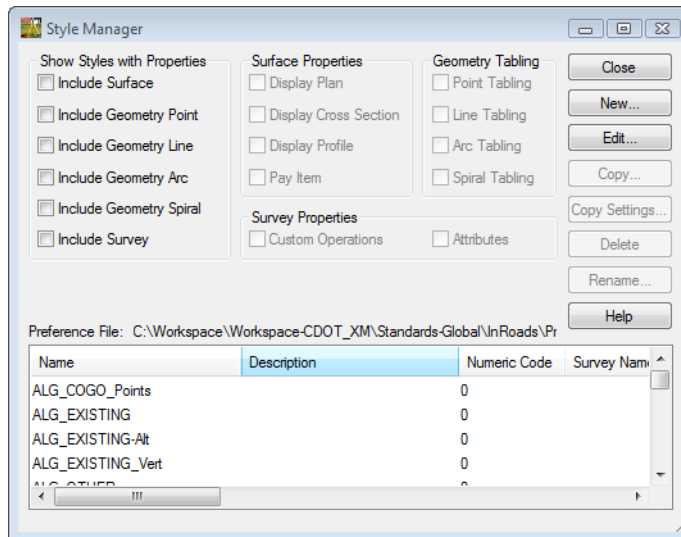 Style Manager
Show Styles with Properties
Include Surface
Include Geometry Point
Include Geometry Line
Include Geometry Arc
Include Geometry Spiral
Include Survey
Surface Properties
Display Plan
Display Cross Section
Display Profile
Pay Item
Geometry Tabling
Point Tabling
Line Tabling
Arc Tabling
Spiral Tabling
Survey Properties
Custom Operations Attributes
Close
New...
Edit...
Copy...
Copy Settings...
Delete
Rename...
Help
Preference File: C:\Workspace\Workspace-CDOT_XM\Standards-Global\InRoads\Pr
Name Description Numeric Code Survey Nam
ALG_COGO_Points 0
ALG_EXISTING 0
ALG_EXISTING-Alt 0
ALG_EXISTING_Vert 0
ALG_OTHER 0